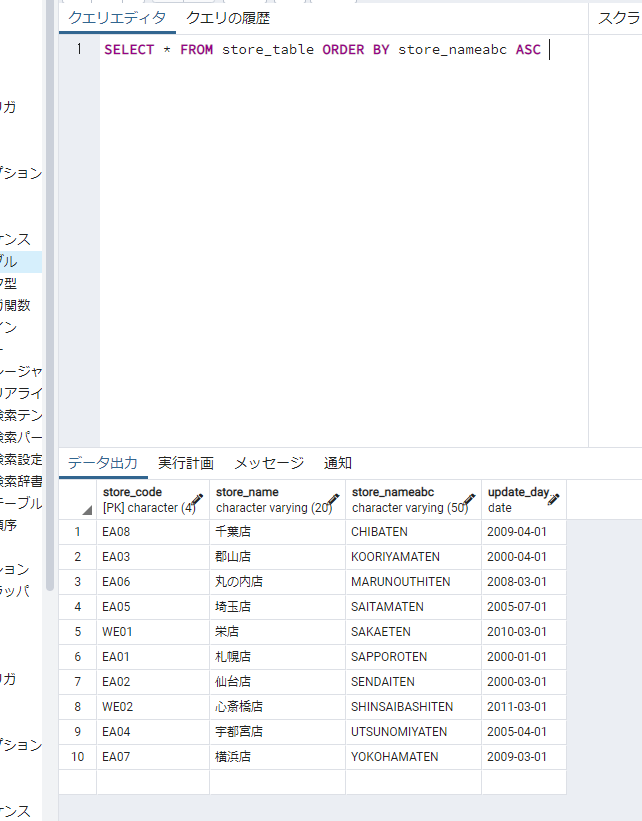 クエリエディタ クエリの履歴 スクラ
1 SELECT * FROM store_table ORDER BY store_nameabc ASC
リガ
プション
ケンス
ブル
タ型
ガ関数
イン
レージャ
リアライ
検索テン
検索パー
検索設定
検索辞書
テーブル
順序
ション
ラッパ
リガ
プション
ケンス
データ出力 実行計画 メッセージ 通知
store_code store_name store_nameabc update_day
[PK] character (4) character varying (20) character varying (50) date
1 EA08 千葉店 CHIBATEN 2009-04-01
2 EA03 郡山店 KOORIYAMATEN 2000-04-01
3 EA06 丸の内店 MARUNOUTHITEN 2008-03-01
4 EA05 埼玉店 SAITAMATEN 2005-07-01
5 WE01 栄店 SAKAETEN 2010-03-01
6 EA01 札幌店 SAPPOROTEN 2000-01-01
7 EA02 仙台店 SENDAITEN 2000-03-01
8 WE02 心斎橋店 SHINSAIBASHITEN 2011-03-01
9 EA04 宇都宮店 UTSUNOMIYATEN 2005-04-01
10 EA07 横浜店 YOKOHAMATEN 2009-03-01